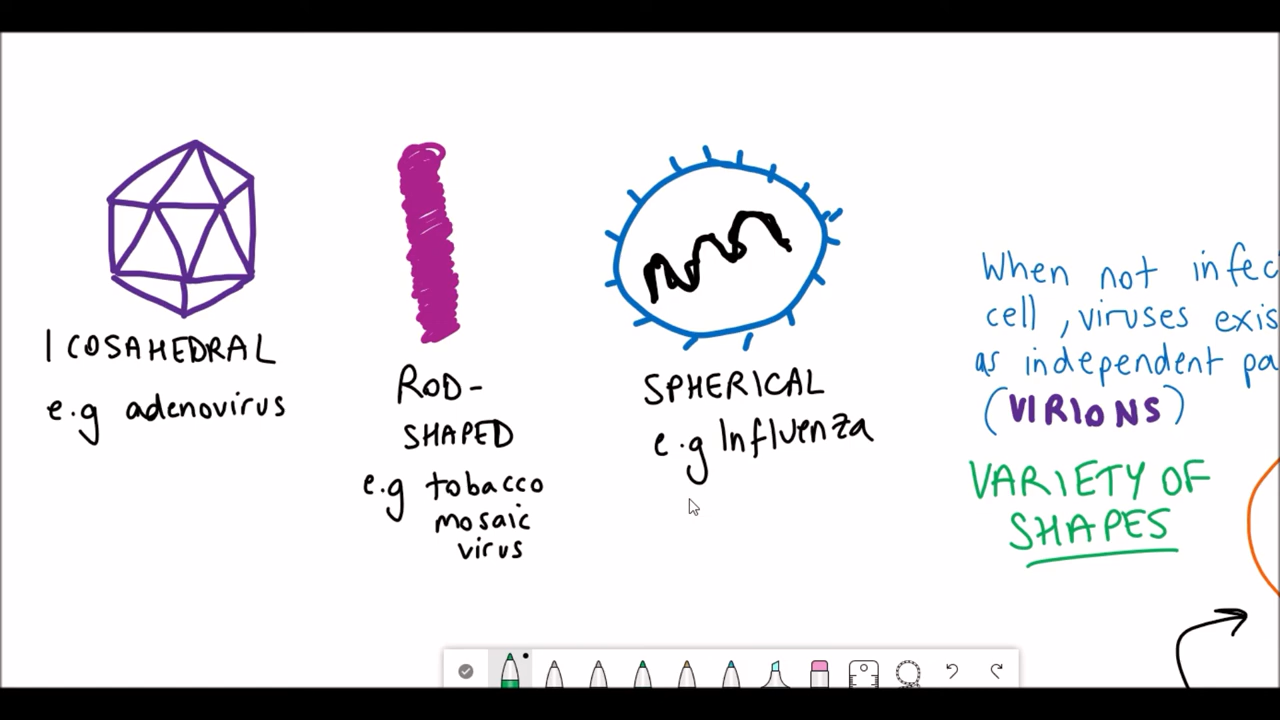 ICOSAHEDRAL
e.g adenovirus
ROD-
SHAPED
e.g tobacco
mosaic
virus
SPHERICAL
e.g Influenza
When not infec
cell, viruses exis
as independent pa
(VIRIONS)
VARIETY OF
SHAPES